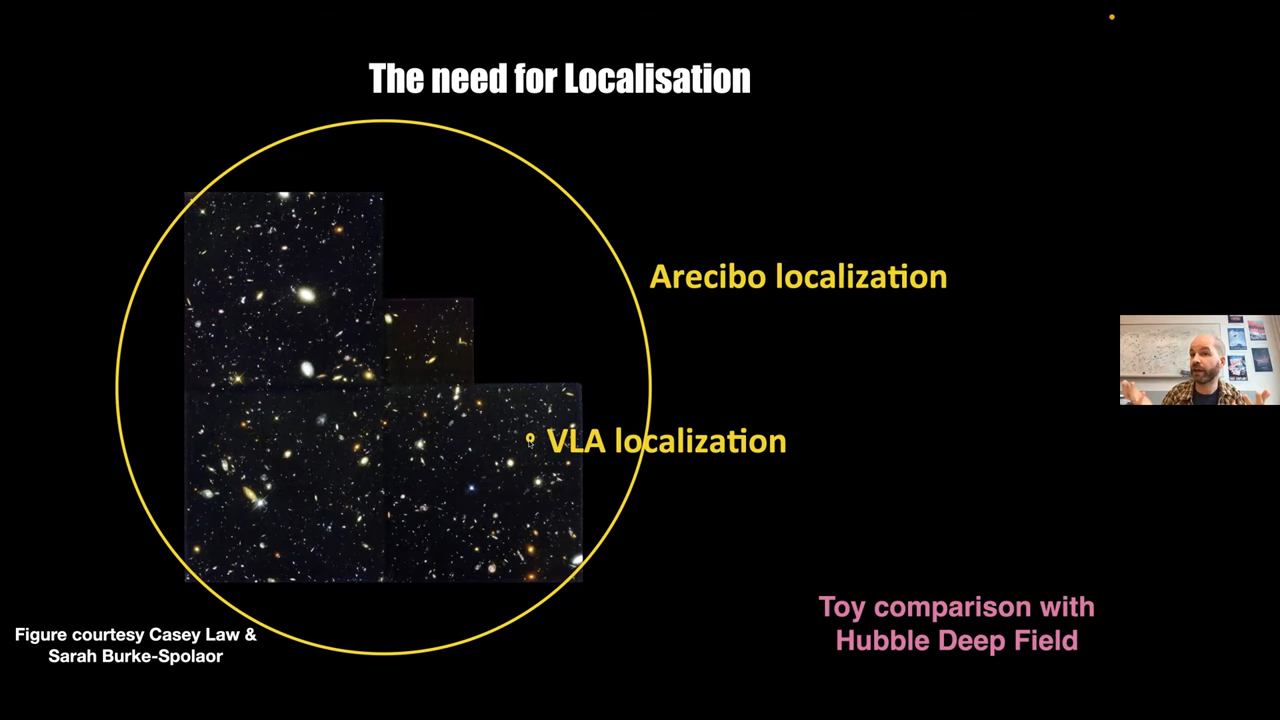 The need for Localisation
Arecibo localization
VLA localization
Toy comparison with
Hubble Deep Field
Figure courtesy Casey Law &
Sarah Burke-Spolaor